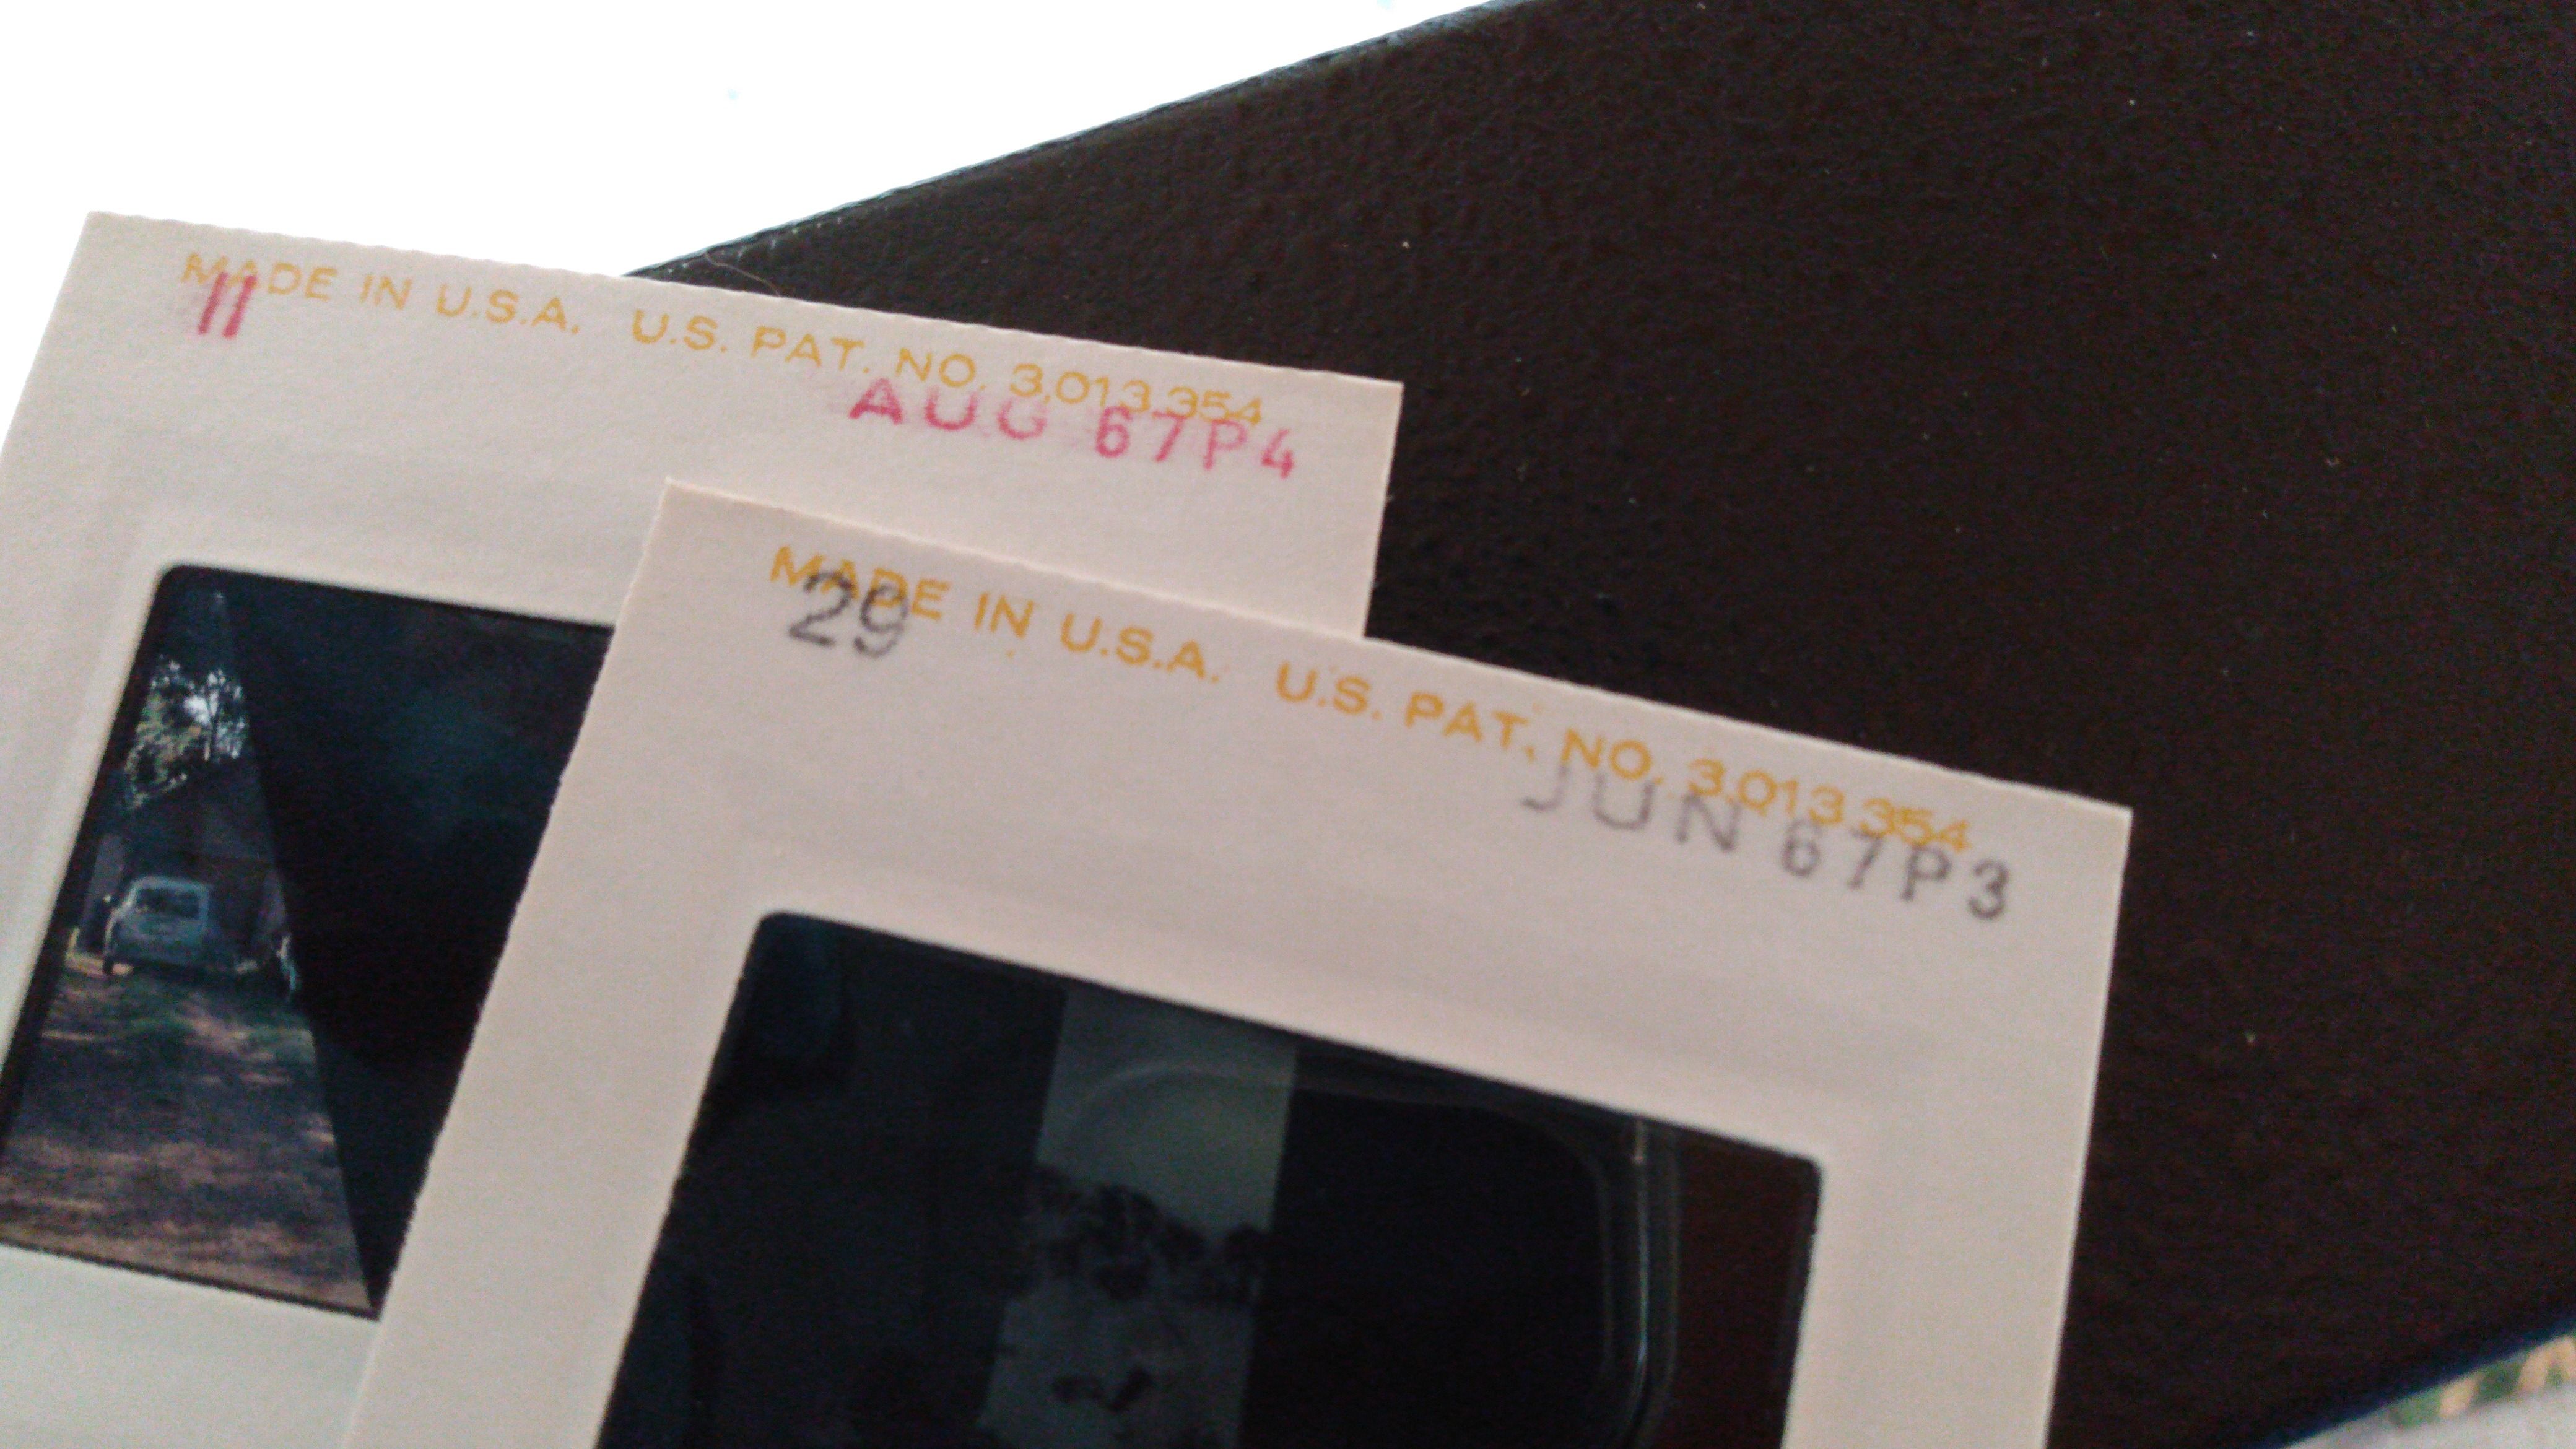 MADE IN U.S.A. U.S. PAT. NO. 3,013,354
11
AUG 67P4
MADE IN U.S.A. U.S. PAT. NO. 3,013,354
29
JUN 67P3